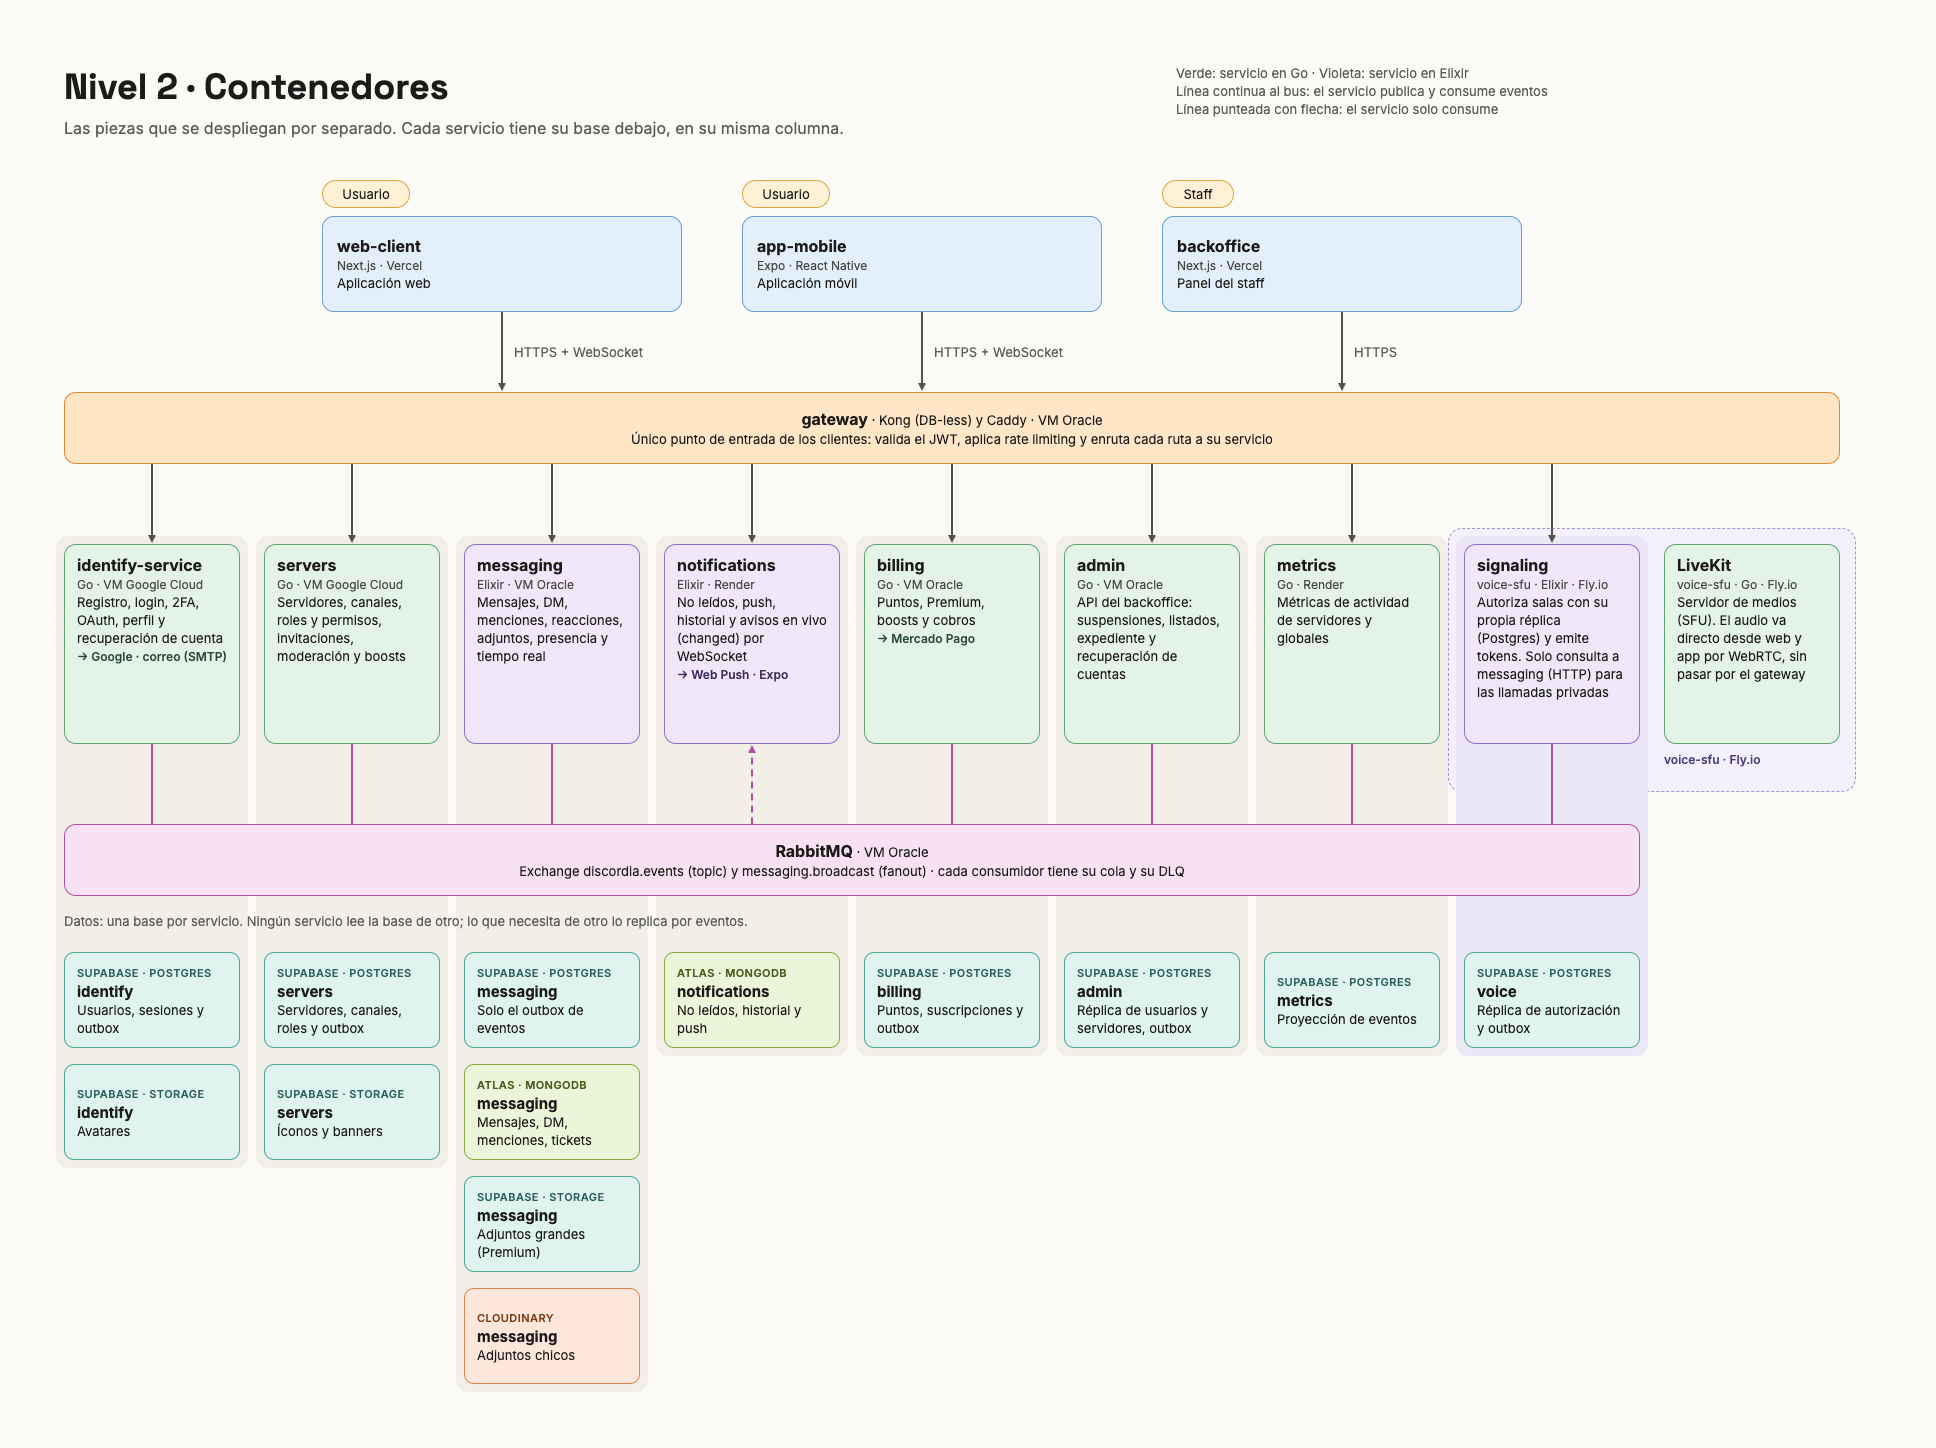 Nivel 2 · Contenedores
Las piezas que se despliegan por separado. Cada servicio tiene su base debajo, en su misma columna.
Verde: servicio en Go · Violeta: servicio en Elixir
Línea continua al bus: el servicio publica y consume eventos
Línea punteada con flecha: el servicio solo consume
Usuario
web-client
Next.js · Vercel
Aplicación web
Usuario
app-mobile
Expo · React Native
Aplicación móvil
Staff
backoffice
Next.js · Vercel
Panel del staff
HTTPS + WebSocket
HTTPS + WebSocket
HTTPS
gateway · Kong (DB-less) y Caddy · VM Oracle
Único punto de entrada de los clientes: valida el JWT, aplica rate limiting y enruta cada ruta a su servicio
identify-service
Go · VM Google Cloud
Registro, login, 2FA,
OAuth, perfil y
recuperación de cuenta
→ Google · correo (SMTP)
servers
Go · VM Google Cloud
Servidores, canales,
roles y permisos,
invitaciones,
moderación y boosts
messaging
Elixir · VM Oracle
Mensajes, DM,
menciones, reacciones,
adjuntos, presencia y
tiempo real
notifications
Elixir · Render
No leídos, push,
historial y avisos en vivo
(changed) por
WebSocket
→ Web Push · Expo
billing
Go · VM Oracle
Puntos, Premium,
boosts y cobros
→ Mercado Pago
admin
Go · VM Oracle
API del backoffice:
suspensiones, listados,
expediente y
recuperación de
cuentas
metrics
Go · Render
Métricas de actividad
de servidores y
globales
signaling
voice-sfu · Elixir · Fly.io
Autoriza salas con su
propia réplica
(Postgres) y emite
tokens. Solo consulta a
messaging (HTTP) para
las llamadas privadas
LiveKit
voice-sfu · Go · Fly.io
Servidor de medios
(SFU). El audio va
directo desde web y
app por WebRTC, sin
pasar por el gateway
voice-sfu · Fly.io
RabbitMQ · VM Oracle
Exchange discordia.events (topic) y messaging.broadcast (fanout) · cada consumidor tiene su cola y su DLQ
Datos: una base por servicio. Ningún servicio lee la base de otro; lo que necesita de otro lo replica por eventos.
SUPABASE · POSTGRES
identify
Usuarios, sesiones y
outbox
SUPABASE · POSTGRES
servers
Servidores, canales,
roles y outbox
SUPABASE · POSTGRES
messaging
Solo el outbox de
eventos
ATLAS · MONGODB
notifications
No leídos, historial y
push
SUPABASE · POSTGRES
billing
Puntos, suscripciones y
outbox
SUPABASE · POSTGRES
admin
Réplica de usuarios y
servidores, outbox
SUPABASE · POSTGRES
metrics
Proyección de eventos
SUPABASE · POSTGRES
voice
Réplica de autorización
y outbox
SUPABASE · STORAGE
identify
Avatares
SUPABASE · STORAGE
servers
Íconos y banners
ATLAS · MONGODB
messaging
Mensajes, DM,
menciones, tickets
SUPABASE · STORAGE
messaging
Adjuntos grandes
(Premium)
CLOUDINARY
messaging
Adjuntos chicos